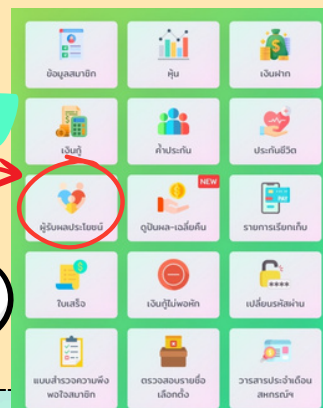 ข้อมูลสมาชิก
หุ้น
เงินฝาก
เงินกู้
ค้ำประกัน
ประกันชีวิต
ผู้รับผลประโยชน์
NEW
ดูปันผล-เฉลี่ยคืน
PAY
รายการเรียกเก็บ
ใบเสร็จ
เงินกู้ไม่พอหัก
เปลี่ยนรหัสผ่าน
แบบสำรวจความพึง
พอใจสมาชิก
ตรวจสอบรายชื่อ
เลือกตั้ง
วารสารประจำเดือน
สหกรณ์ฯ